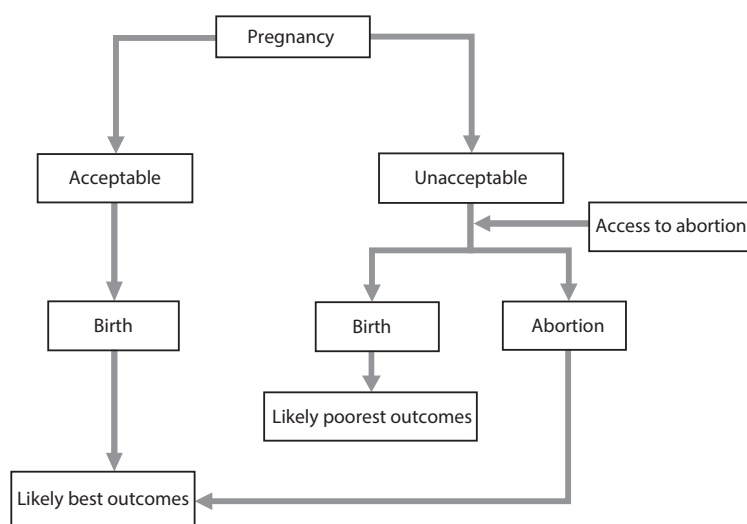 Pregnancy
Acceptable
Unacceptable
Access to abortion
Birth
Birth
Abortion
Likely poorest outcomes
Likely best outcomes